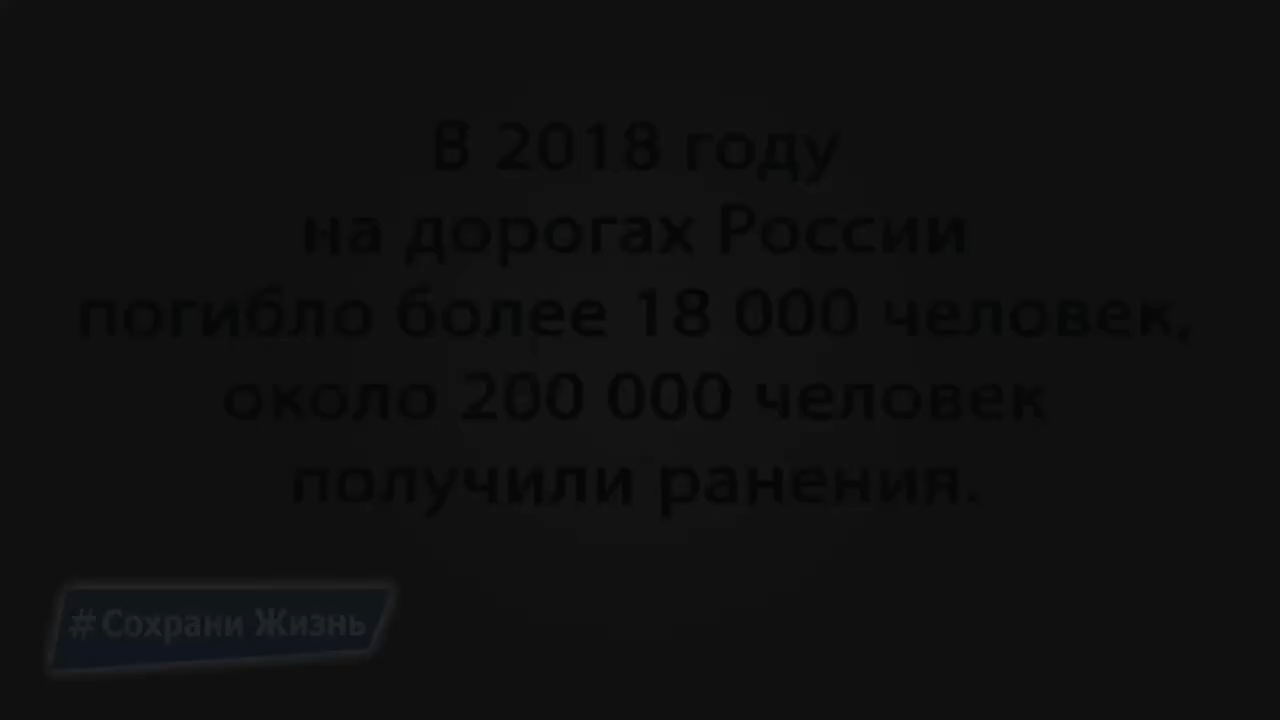 В 2018 году
на дорогах России
погибло более 18 000 человек,
около 200 000 человек
получили ранения.
#Сохрани Жизнь